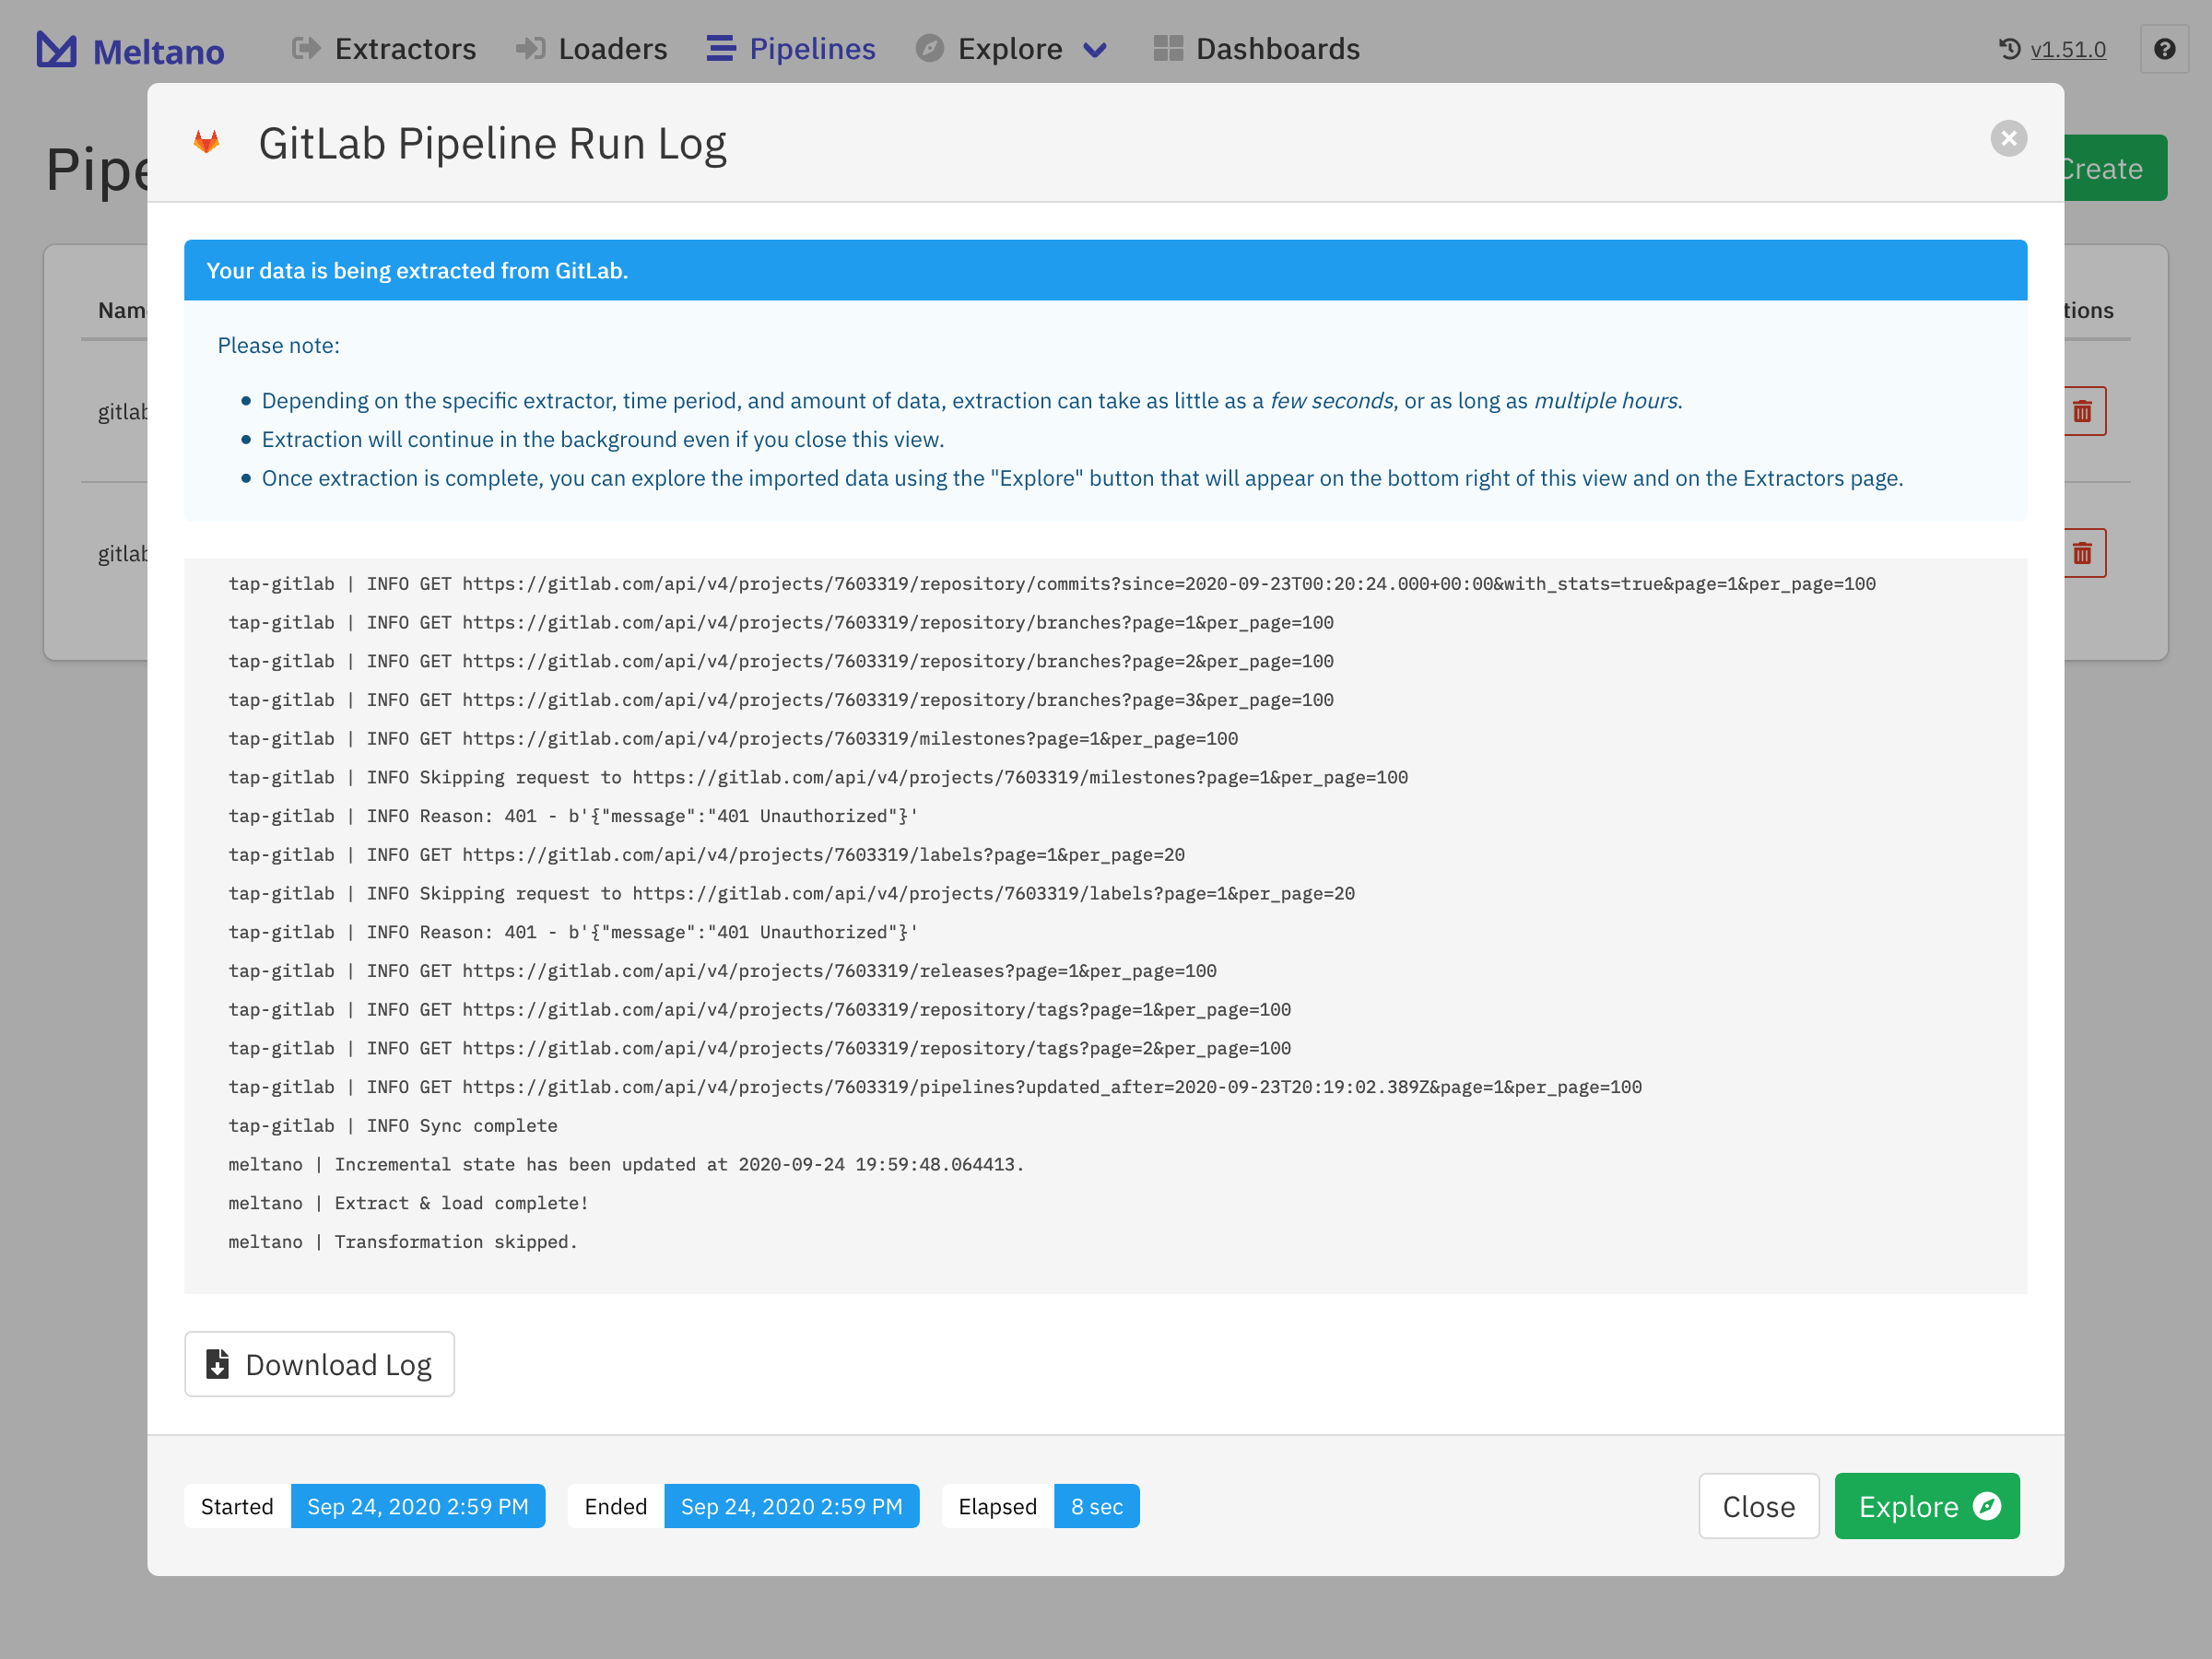 Meltano
Extractors
Loaders
Pipelines
Explore
Dashboards
v1.51.0
GitLab Pipeline Run Log
Your data is being extracted from GitLab.
Please note:
Depending on the specific extractor, time period, and amount of data, extraction can take as little as a few seconds, or as long as multiple hours.
Extraction will continue in the background even if you close this view.
Once extraction is complete, you can explore the imported data using the "Explore" button that will appear on the bottom right of this view and on the Extractors page.
tap-gitlab | INFO GET https://gitlab.com/api/v4/projects/7603319/repository/commits?since=2020-09-23T00:20:24.000+00:00&with_stats=true&page=1&per_page=100
tap-gitlab | INFO GET https://gitlab.com/api/v4/projects/7603319/repository/branches?page=1&per_page=100
tap-gitlab | INFO GET https://gitlab.com/api/v4/projects/7603319/repository/branches?page=2&per_page=100
tap-gitlab | INFO GET https://gitlab.com/api/v4/projects/7603319/repository/branches?page=3&per_page=100
tap-gitlab | INFO GET https://gitlab.com/api/v4/projects/7603319/milestones?page=1&per_page=100
tap-gitlab | INFO Skipping request to https://gitlab.com/api/v4/projects/7603319/milestones?page=1&per_page=100
tap-gitlab | INFO Reason: 401 - b'{"message":"401 Unauthorized"}'
tap-gitlab | INFO GET https://gitlab.com/api/v4/projects/7603319/labels?page=1&per_page=20
tap-gitlab | INFO Skipping request to https://gitlab.com/api/v4/projects/7603319/labels?page=1&per_page=20
tap-gitlab | INFO Reason: 401 - b'{"message":"401 Unauthorized"}'
tap-gitlab | INFO GET https://gitlab.com/api/v4/projects/7603319/releases?page=1&per_page=100
tap-gitlab | INFO GET https://gitlab.com/api/v4/projects/7603319/repository/tags?page=1&per_page=100
tap-gitlab | INFO GET https://gitlab.com/api/v4/projects/7603319/repository/tags?page=2&per_page=100
tap-gitlab | INFO GET https://gitlab.com/api/v4/projects/7603319/pipelines?updated_after=2020-09-23T20:19:02.389Z&page=1&per_page=100
tap-gitlab | INFO Sync complete
meltano | Incremental state has been updated at 2020-09-24 19:59:48.064413.
meltano | Extract & load complete!
meltano | Transformation skipped.
Download Log
Started Sep 24, 2020 2:59 PM
Ended Sep 24, 2020 2:59 PM
Elapsed 8 sec
Close
Explore